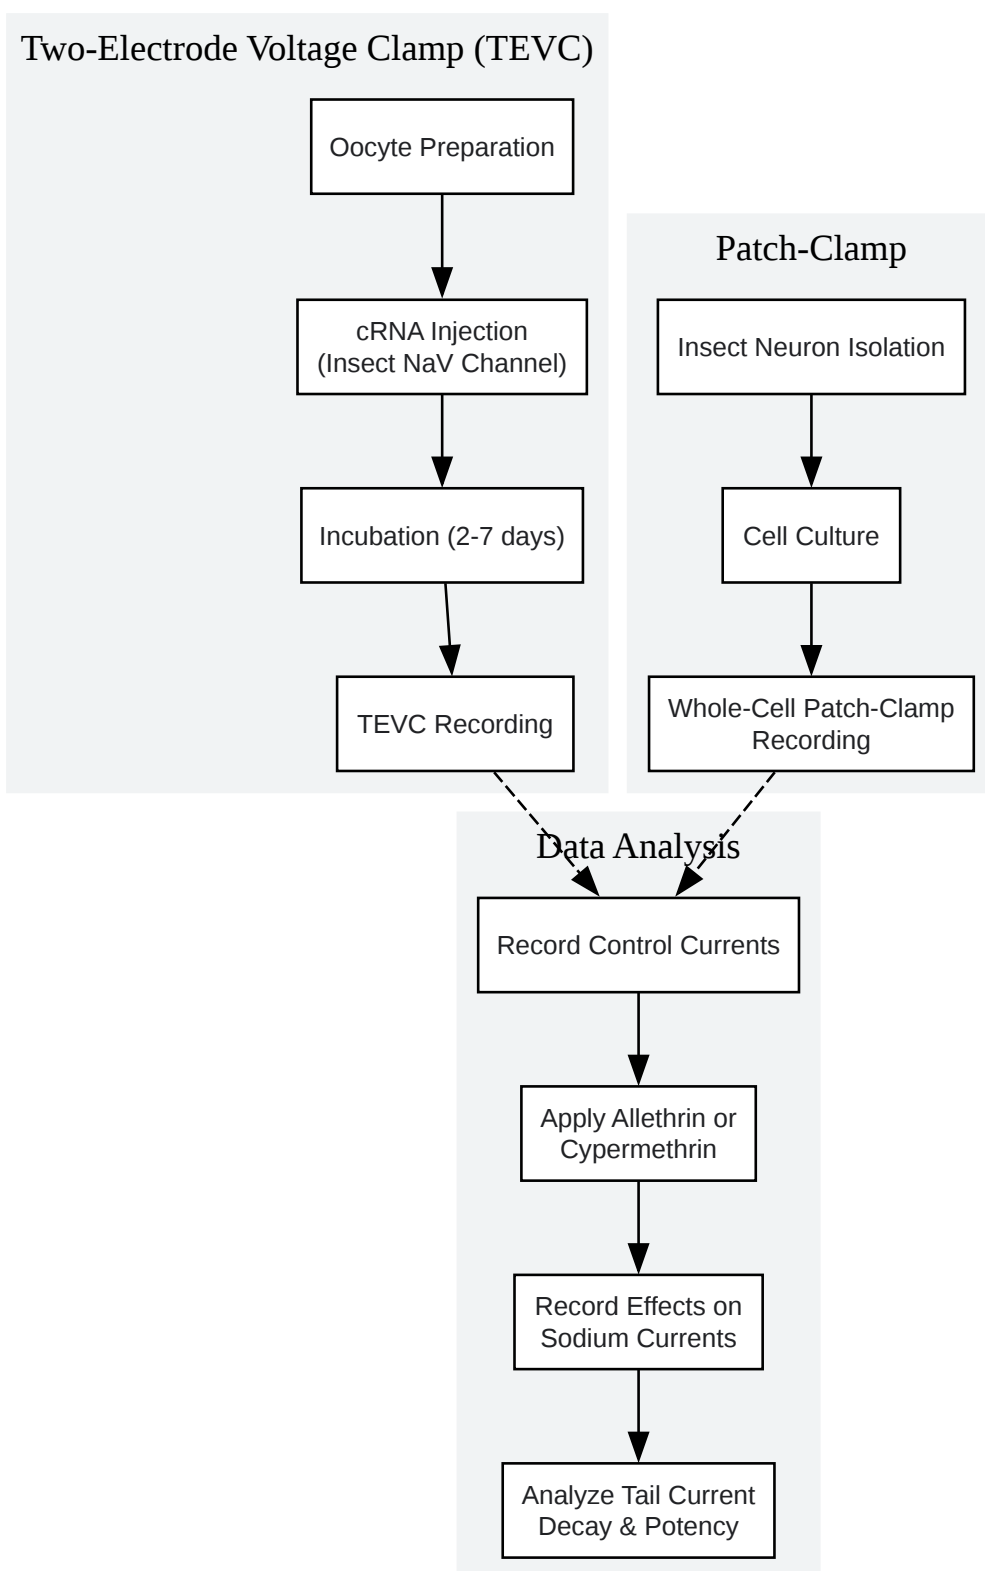 Two-Electrode Voltage Clamp (TEVC)
Oocyte Preparation
cRNA Injection
(Insect NaV Channel)
Incubation (2-7 days)
TEVC Recording
Patch-Clamp
Insect Neuron Isolation
Cell Culture
Whole-Cell Patch-Clamp
Recording
Data Analysis
Record Control Currents
Apply Allethrin or
Cypermethrin
Record Effects on
Sodium Currents
Analyze Tail Current
Decay & Potency